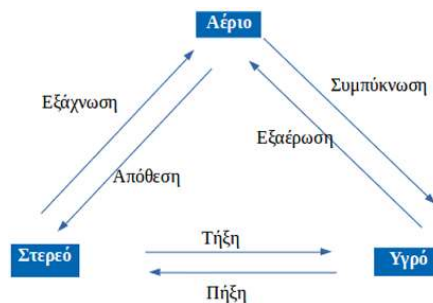 Αέριο
Εξάχνωση
Συμπύκνωση
Εξαέρωση
Απόθεση
Στερεό
Τήξη
Υγρό
Πήξη